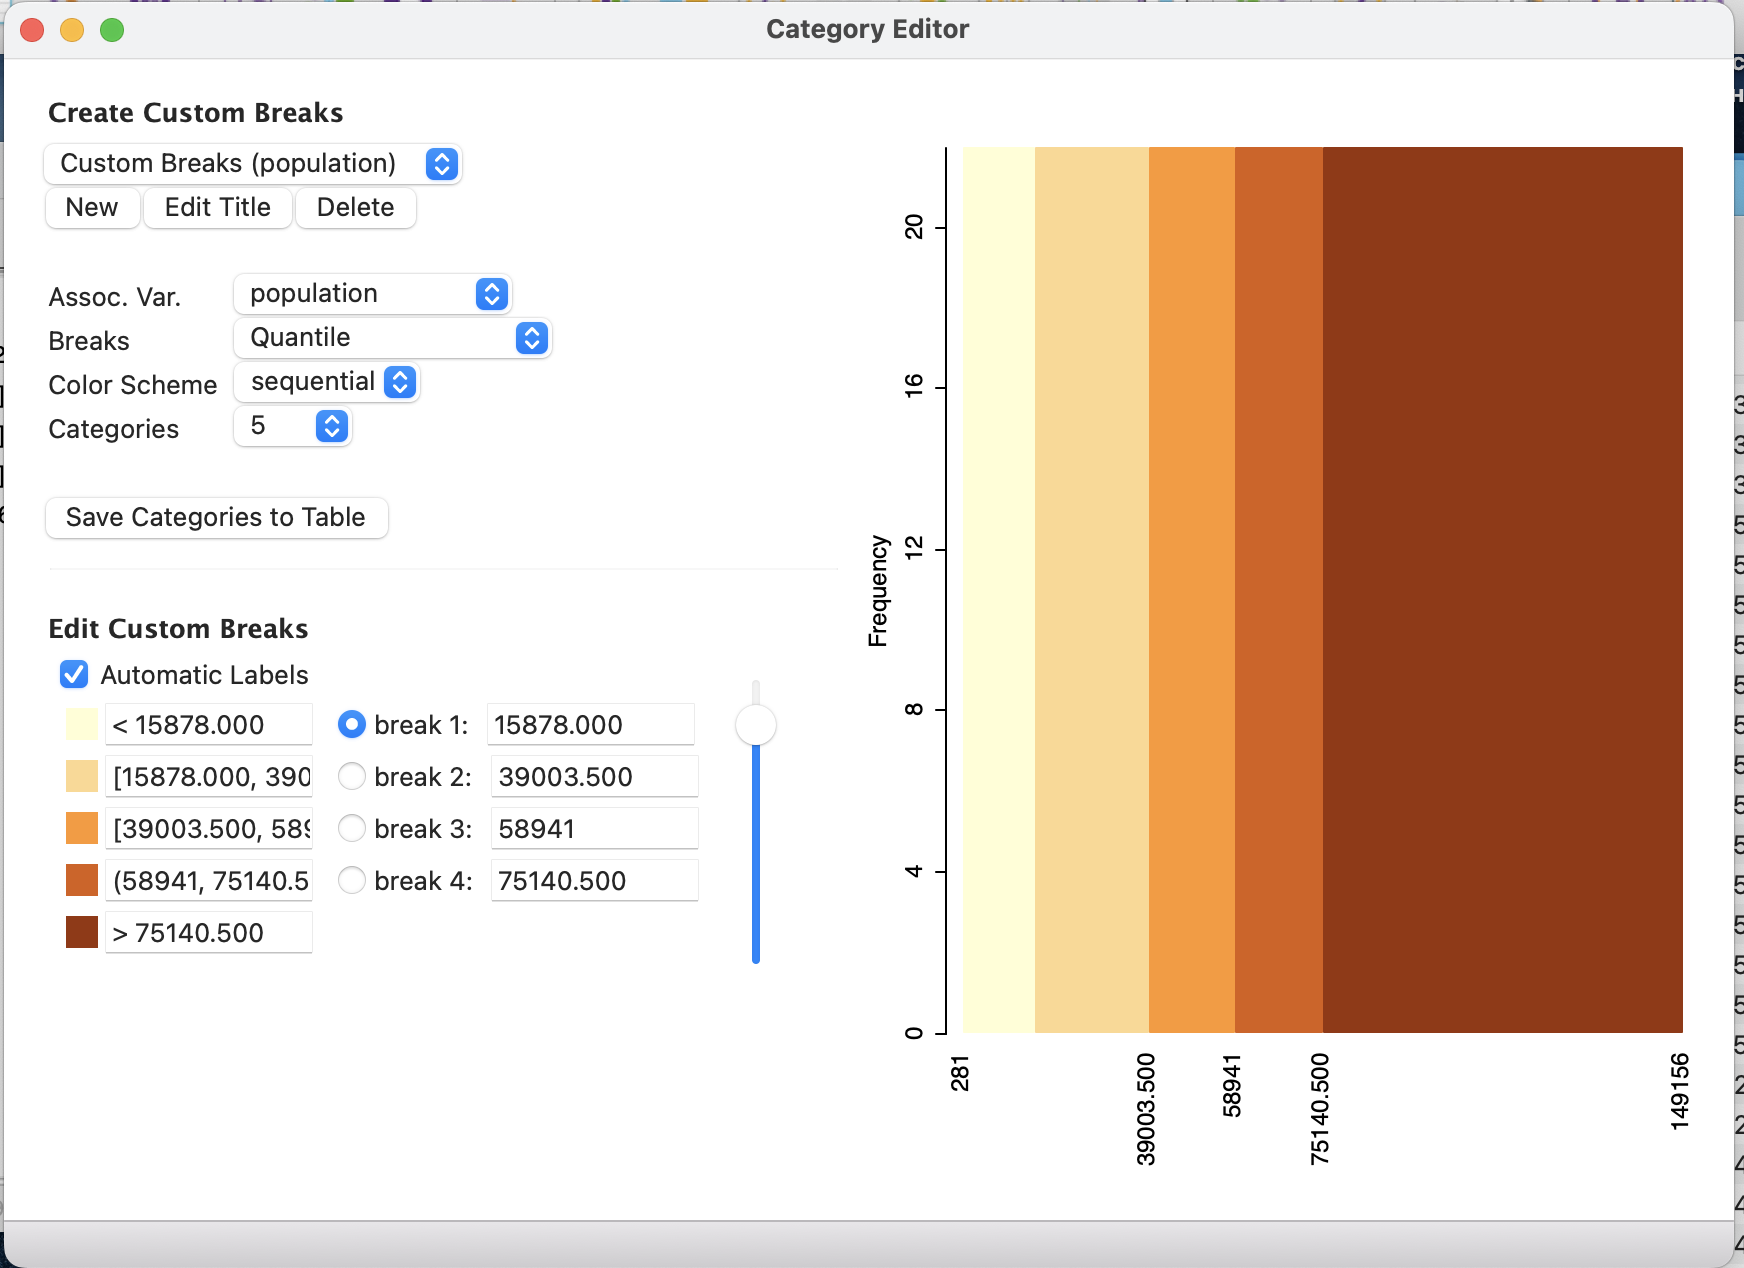 Category Editor
Create Custom Breaks
Custom Breaks (population)
New Edit Title Delete
Assoc. Var. population
Breaks Quantile
Color Scheme sequential
Categories 5
Save Categories to Table
Edit Custom Breaks
Automatic Labels
< 15878.000 break 1: 15878.000
[15878.000, 390 break 2: 39003.500
[39003.500, 589 break 3: 58941
(58941, 75140.5 break 4: 75140.500
> 75140.500
Frequency
20
16
12
8
4
0
281
39003.500
58941
75140.500
149156